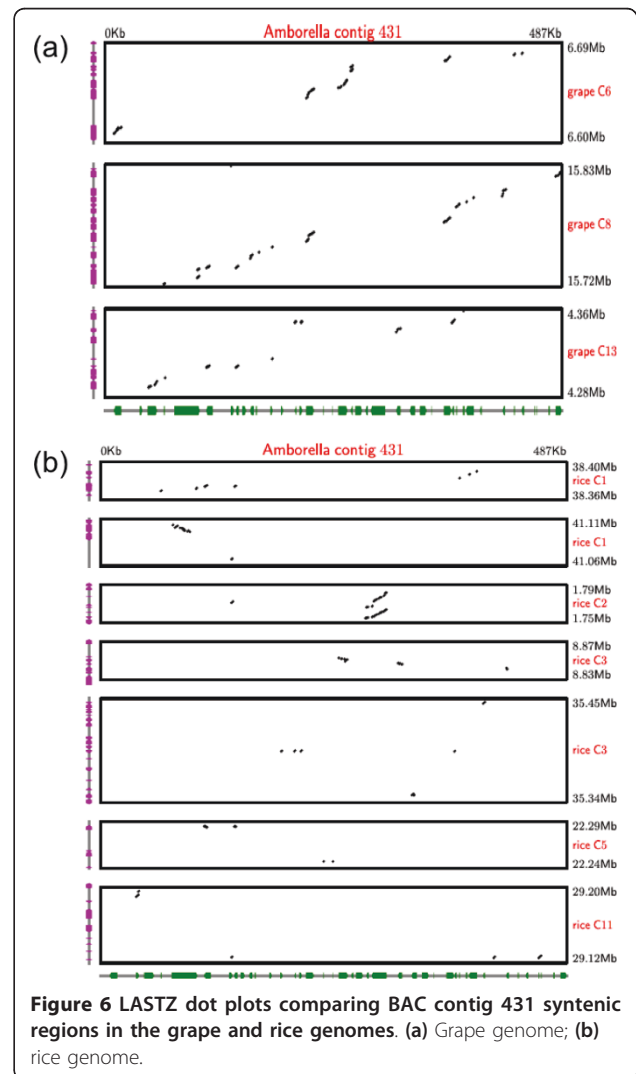 (a)
0Kb Amborella contig 431 487Kb
6.69Mb
grape C6
6.60Mb
15.83Mb
grape C8
15.72Mb
4.36Mb
grape C13
4.28Mb
(b)
0Kb Amborella contig 431 487Kb
38.40Mb
rice C1
38.36Mb
41.11Mb
rice C1
41.06Mb
1.79Mb
rice C2
1.75Mb
8.87Mb
rice C3
8.83Mb
35.45Mb
rice C3
35.34Mb
22.29Mb
rice C5
22.24Mb
29.20Mb
rice C11
29.12Mb
Figure 6 LASTZ dot plots comparing BAC contig 431 syntenic
regions in the grape and rice genomes. (a) Grape genome; (b)
rice genome.